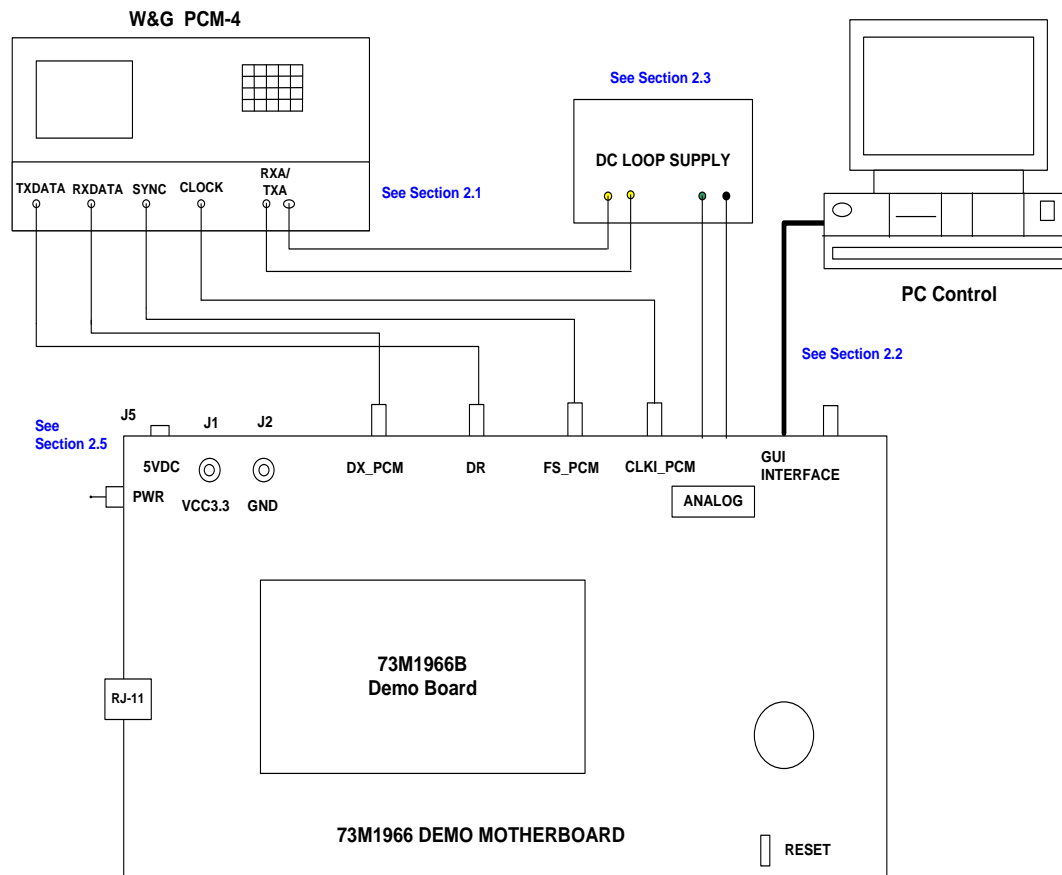 W&G PCM-4
See Section 2.3
DC LOOP SUPPLY
TXDATA RXDATA SYNC CLOCK RXA/
TXA
See Section 2.1
PC Control
See Section 2.2
See
Section 2.5
J5 J1 J2
5VDC
PWR
VCC3.3 GND
DX_PCM DR FS_PCM CLKI_PCM
GUI
INTERFACE
ANALOG
73M1966B
Demo Board
RJ-11
73M1966 DEMO MOTHERBOARD
RESET